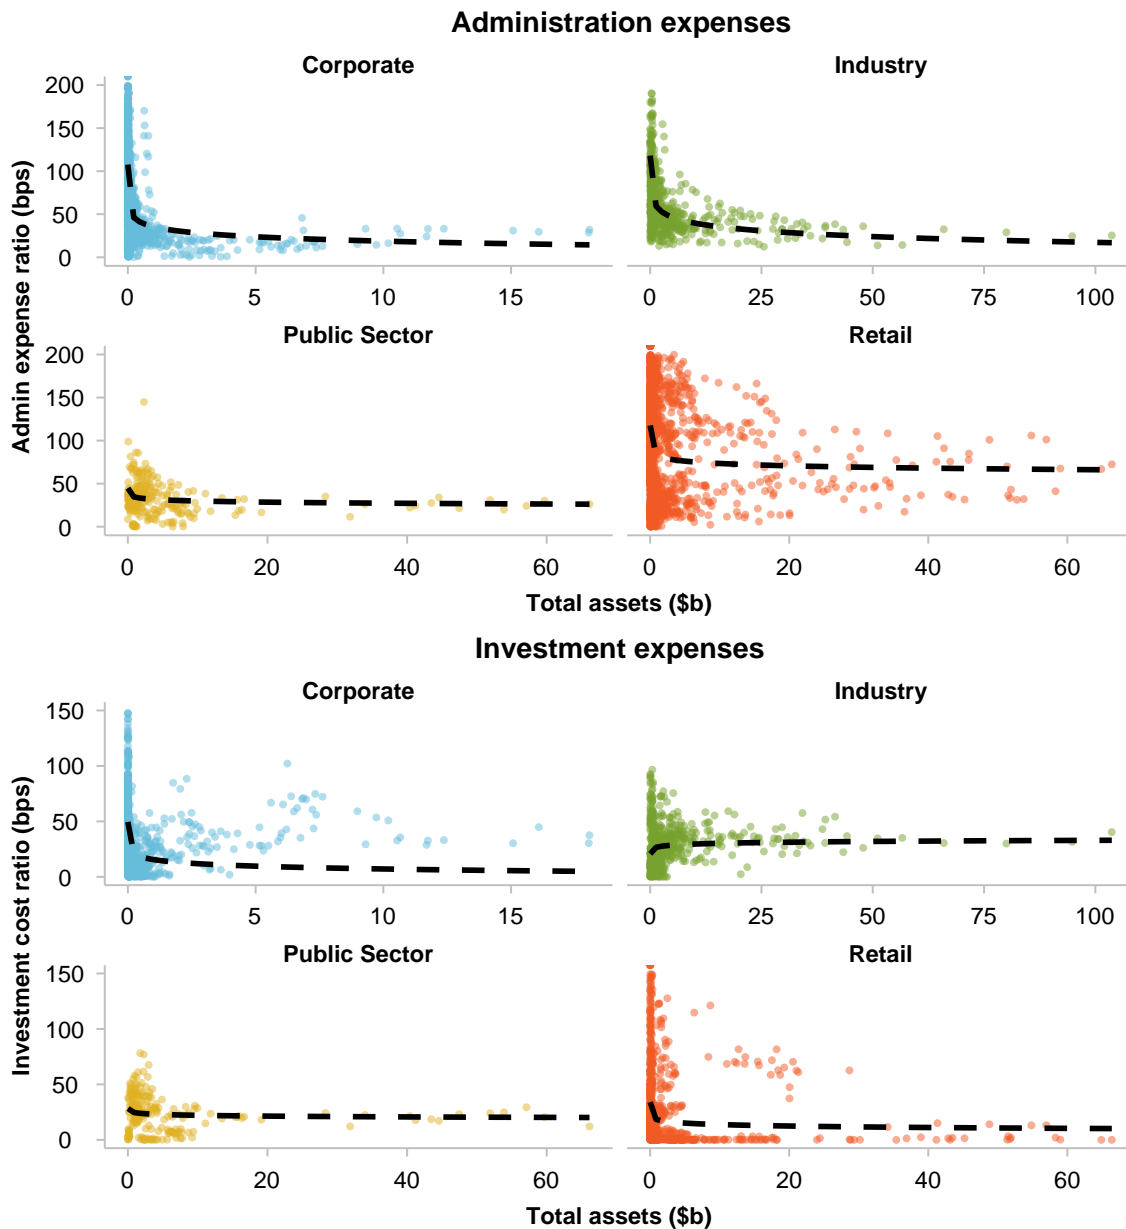 Administration expenses
Corporate Industry
200
150
100
50
0
0 5 10 15 0 25 50 75 100
Public Sector Retail
200
150
100
50
0
0 20 40 60 0 20 40 60
Admin expense ratio (bps)
Total assets ($b)
Investment expenses
Corporate Industry
150
100
50
0
0 5 10 15 0 25 50 75 100
Public Sector Retail
150
100
50
0
0 20 40 60 0 20 40 60
Investment cost ratio (bps)
Total assets ($b)